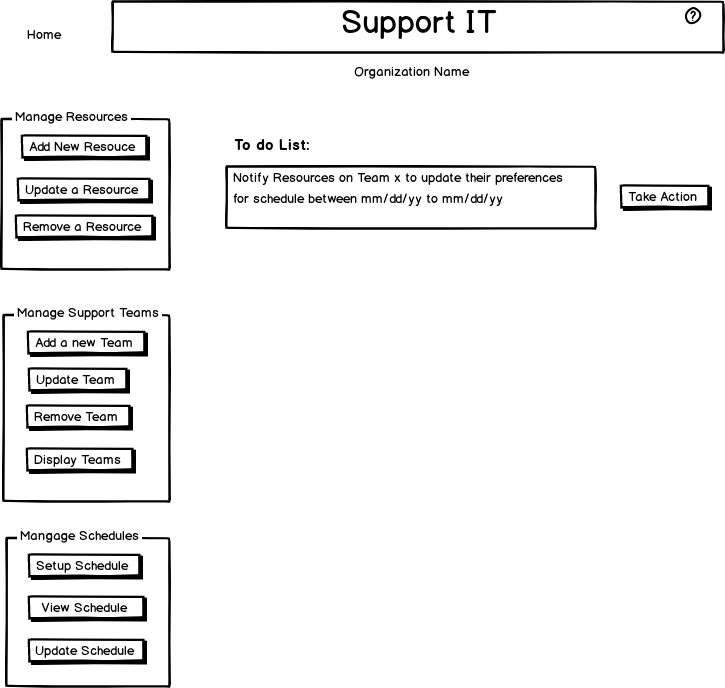 Home
Support IT
?
Organization Name
Manage Resources
Add New Resouce
Update a Resource
Remove a Resource
To do List:
Notify Resources on Team x to update their preferences
for schedule between mm/dd/yy to mm/dd/yy
Take Action
Manage Support Teams
Add a new Team
Update Team
Remove Team
Display Teams
Mangage Schedules
Setup Schedule
View Schedule
Update Schedule